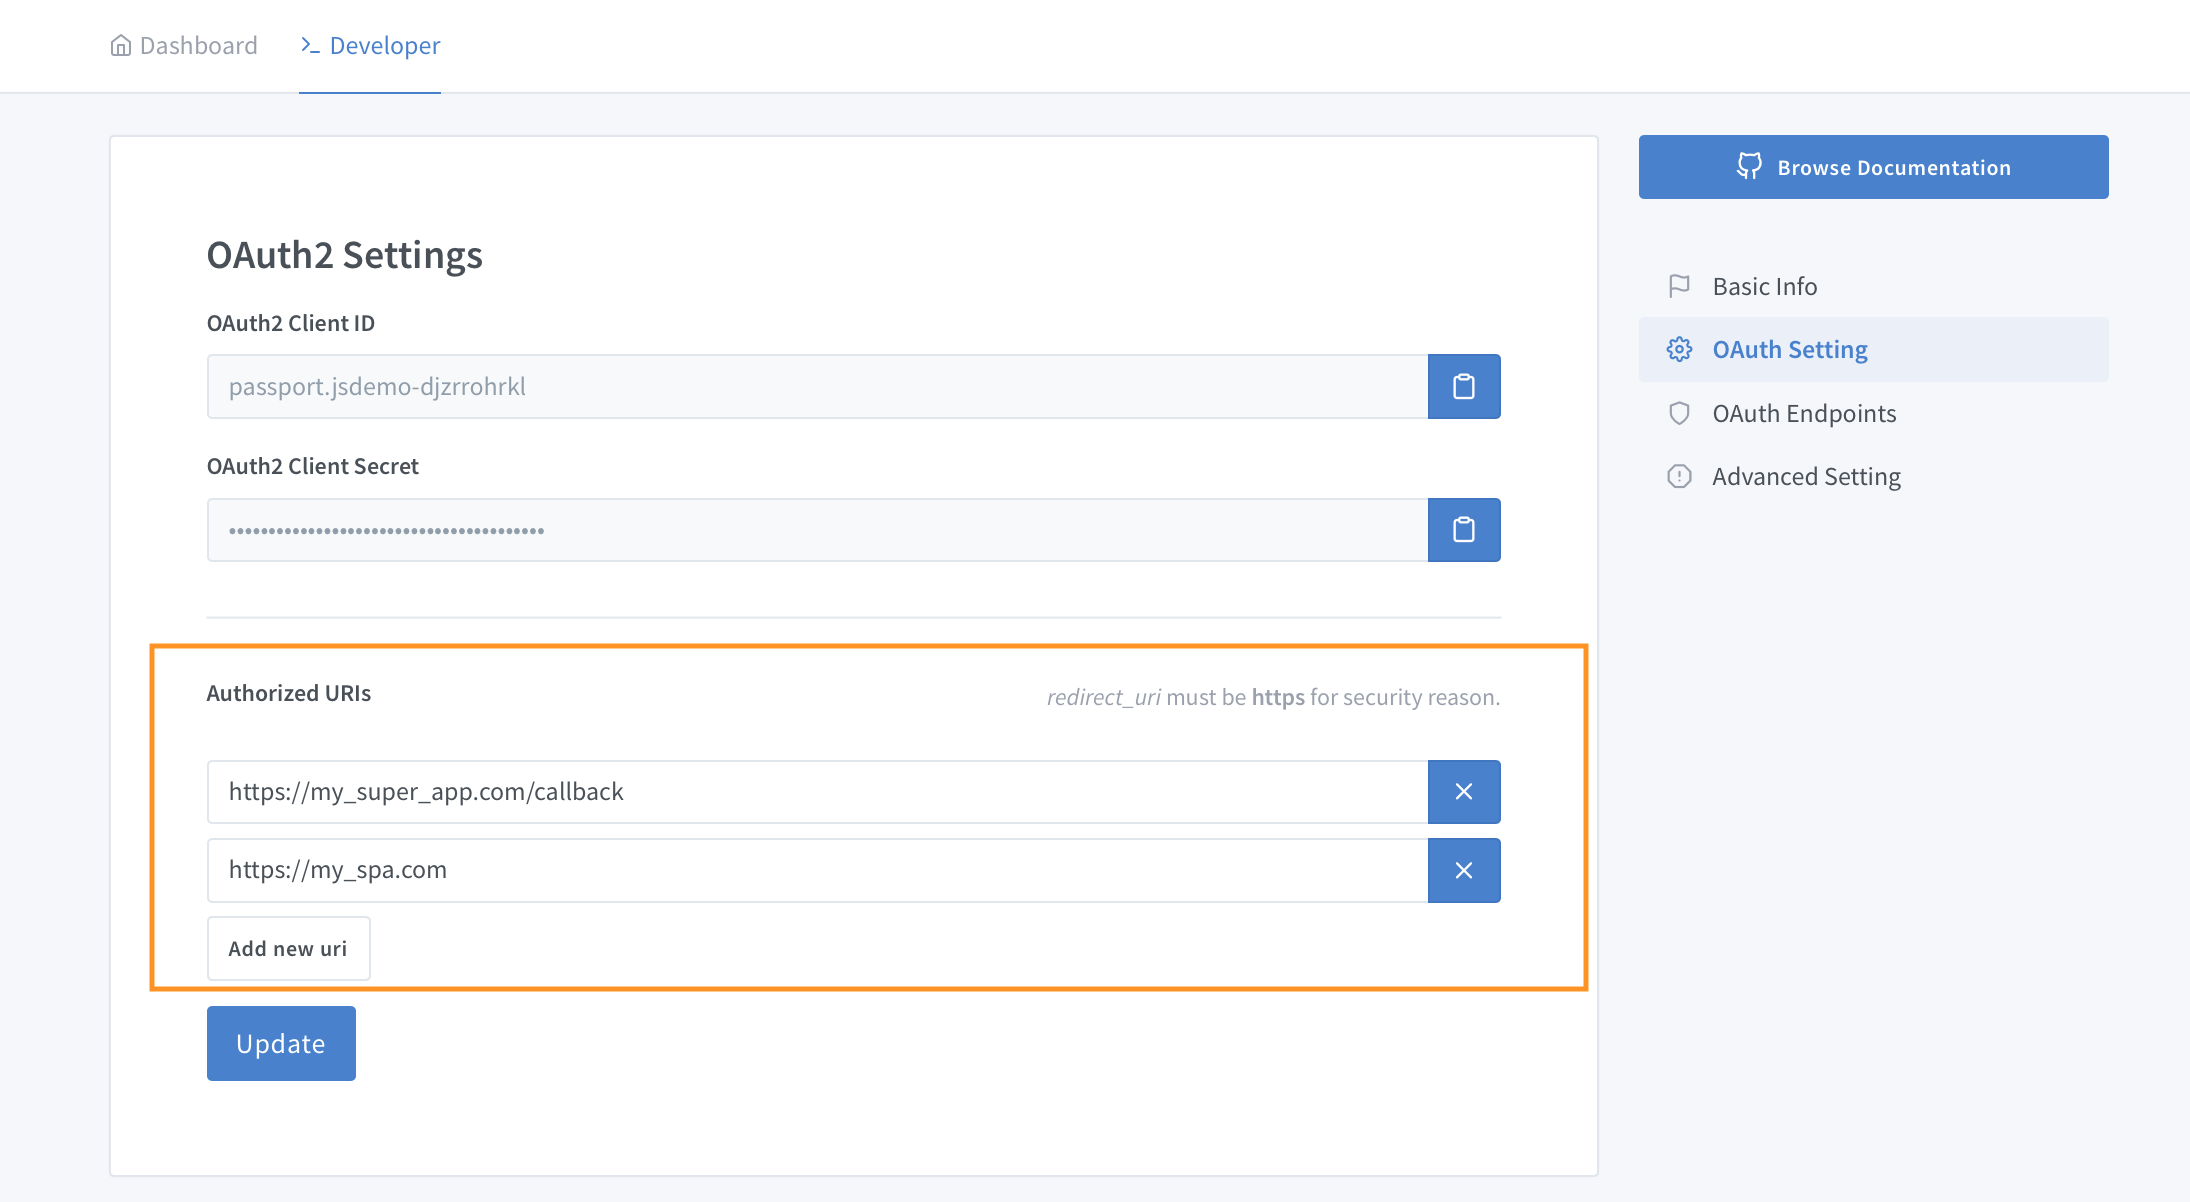 Dashboard
Developer
Browse Documentation
OAuth2 Settings
OAuth2 Client ID
passport.jsdemo-djzrrohrkl
OAuth2 Client Secret
Authorized URIs
redirect_uri must be https for security reason.
https://my_super_app.com/callback
https://my_spa.com
Add new uri
Update
Basic Info
OAuth Setting
OAuth Endpoints
Advanced Setting